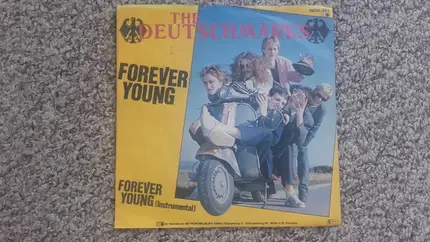 THE
DEUTSCHMARKS
FOREVER
YOUNG
FOREVER
YOUNG (instrumental)